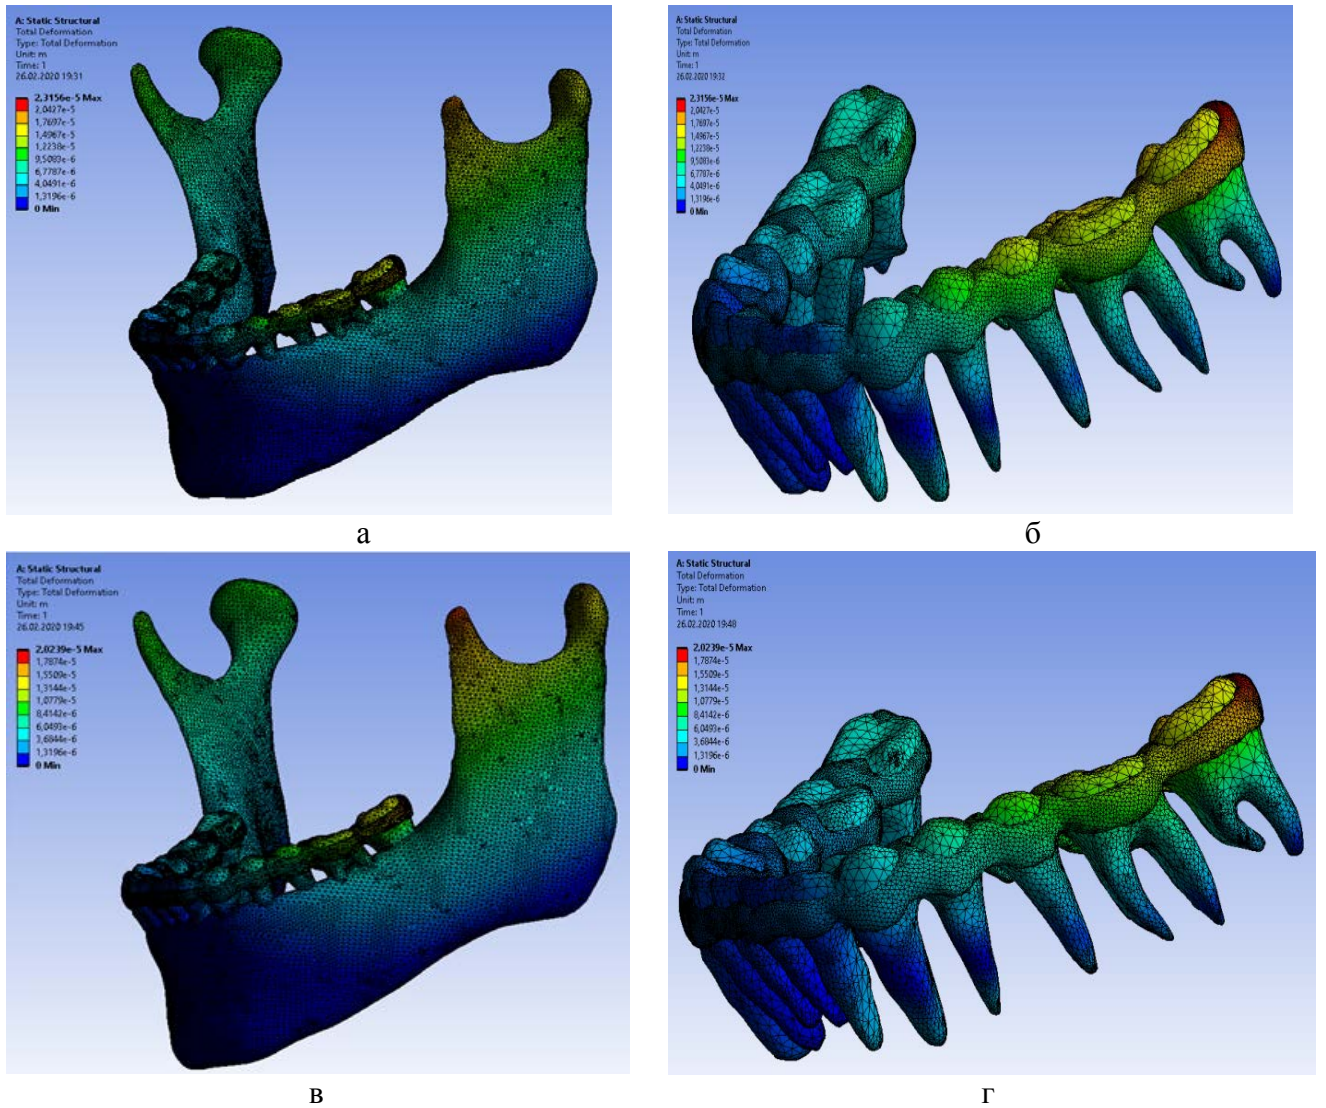 A: Static Structural
Total Deformation
Type: Total Deformation
Unit: m
Time: 1
26.02.2020 19:31
2,3156e-5 Max
2,0427e-5
1,7697e-5
1,4967e-5
1,2238e-5
9,5083e-6
6,7787e-6
4,0491e-6
1,3196e-6
0 Min
а
A: Static Structural
Total Deformation
Type: Total Deformation
Unit: m
Time: 1
26.02.2020 19:32
2,3156e-5 Max
2,0427e-5
1,7697e-5
1,4967e-5
1,2238e-5
9,5083e-6
6,7787e-6
4,0491e-6
1,3196e-6
0 Min
б
A: Static Structural
Total Deformation
Type: Total Deformation
Unit: m
Time: 1
26.02.2020 19:45
2,0239e-5 Max
1,7874e-5
1,5509e-5
1,3144e-5
1,0779e-5
8,4142e-6
6,0493e-6
3,6844e-6
1,3196e-6
0 Min
в
A: Static Structural
Total Deformation
Type: Total Deformation
Unit: m
Time: 1
26.02.2020 19:48
2,0239e-5 Max
1,7874e-5
1,5509e-5
1,3144e-5
1,0779e-5
8,4142e-6
6,0493e-6
3,6844e-6
1,3196e-6
0 Min
г